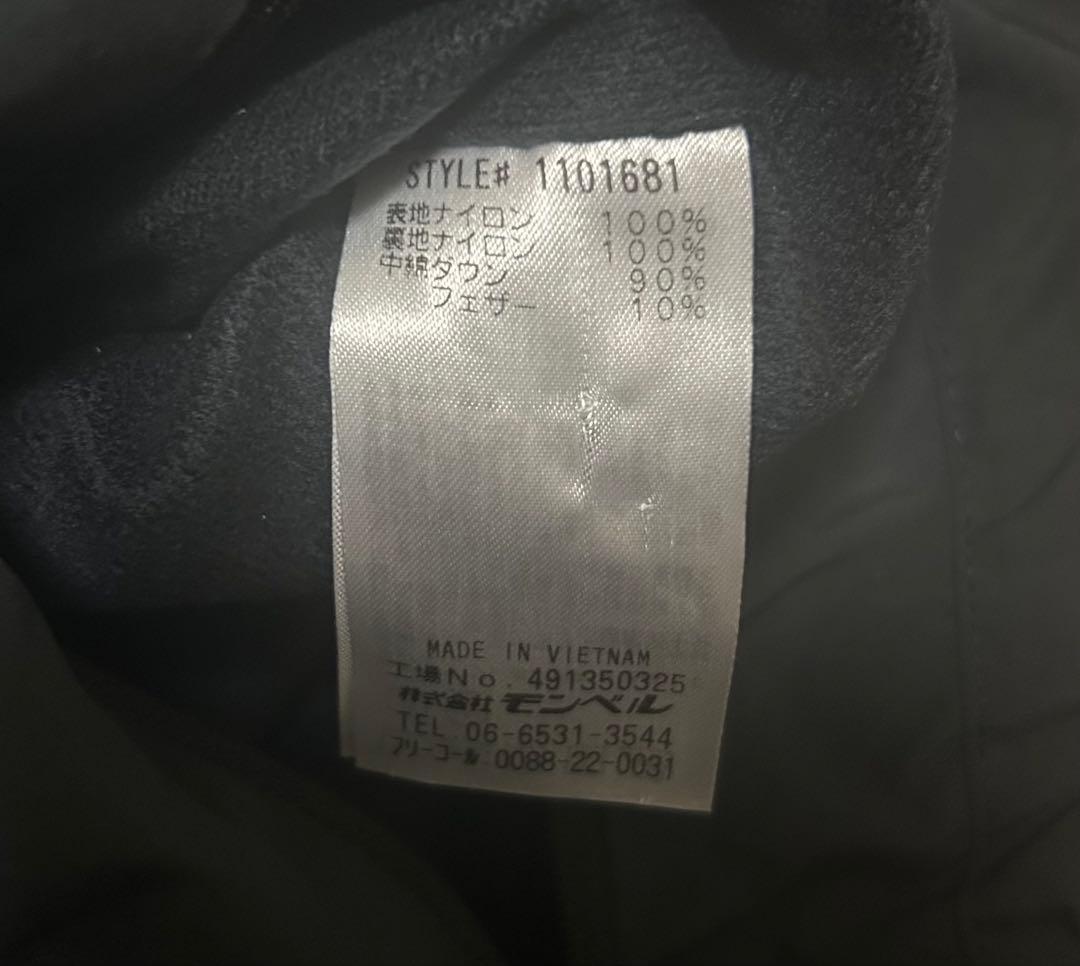 STYLE# 1101681
表地ナイロン 100%
裏地ナイロン 100%
中綿ダウン 90%
フェザー 10%
MADE IN VIETNAM
工場No. 491350325
株式会社 モンベル
TEL 06-6531-3544
フリーコール 0088-22-0031